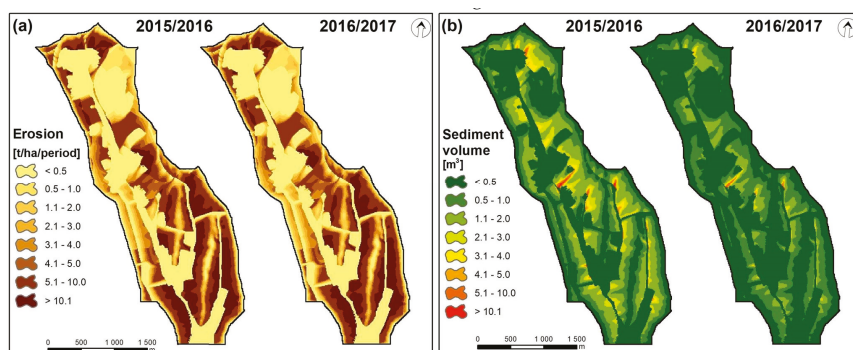 (a)
2015/2016
2016/2017
Erosion
[t/ha/period]
< 0.5
0.5 - 1.0
1.1 - 2.0
2.1 - 3.0
3.1 - 4.0
4.1 - 5.0
5.1 - 10.0
> 10.1
0 500 1 000 1 500
m
(b)
2015/2016
2016/2017
Sediment
volume
[m³]
< 0.5
0.5 - 1.0
1.1 - 2.0
2.1 - 3.0
3.1 - 4.0
4.1 - 5.0
5.1 - 10.0
> 10.1
0 500 1 000 1 500
m